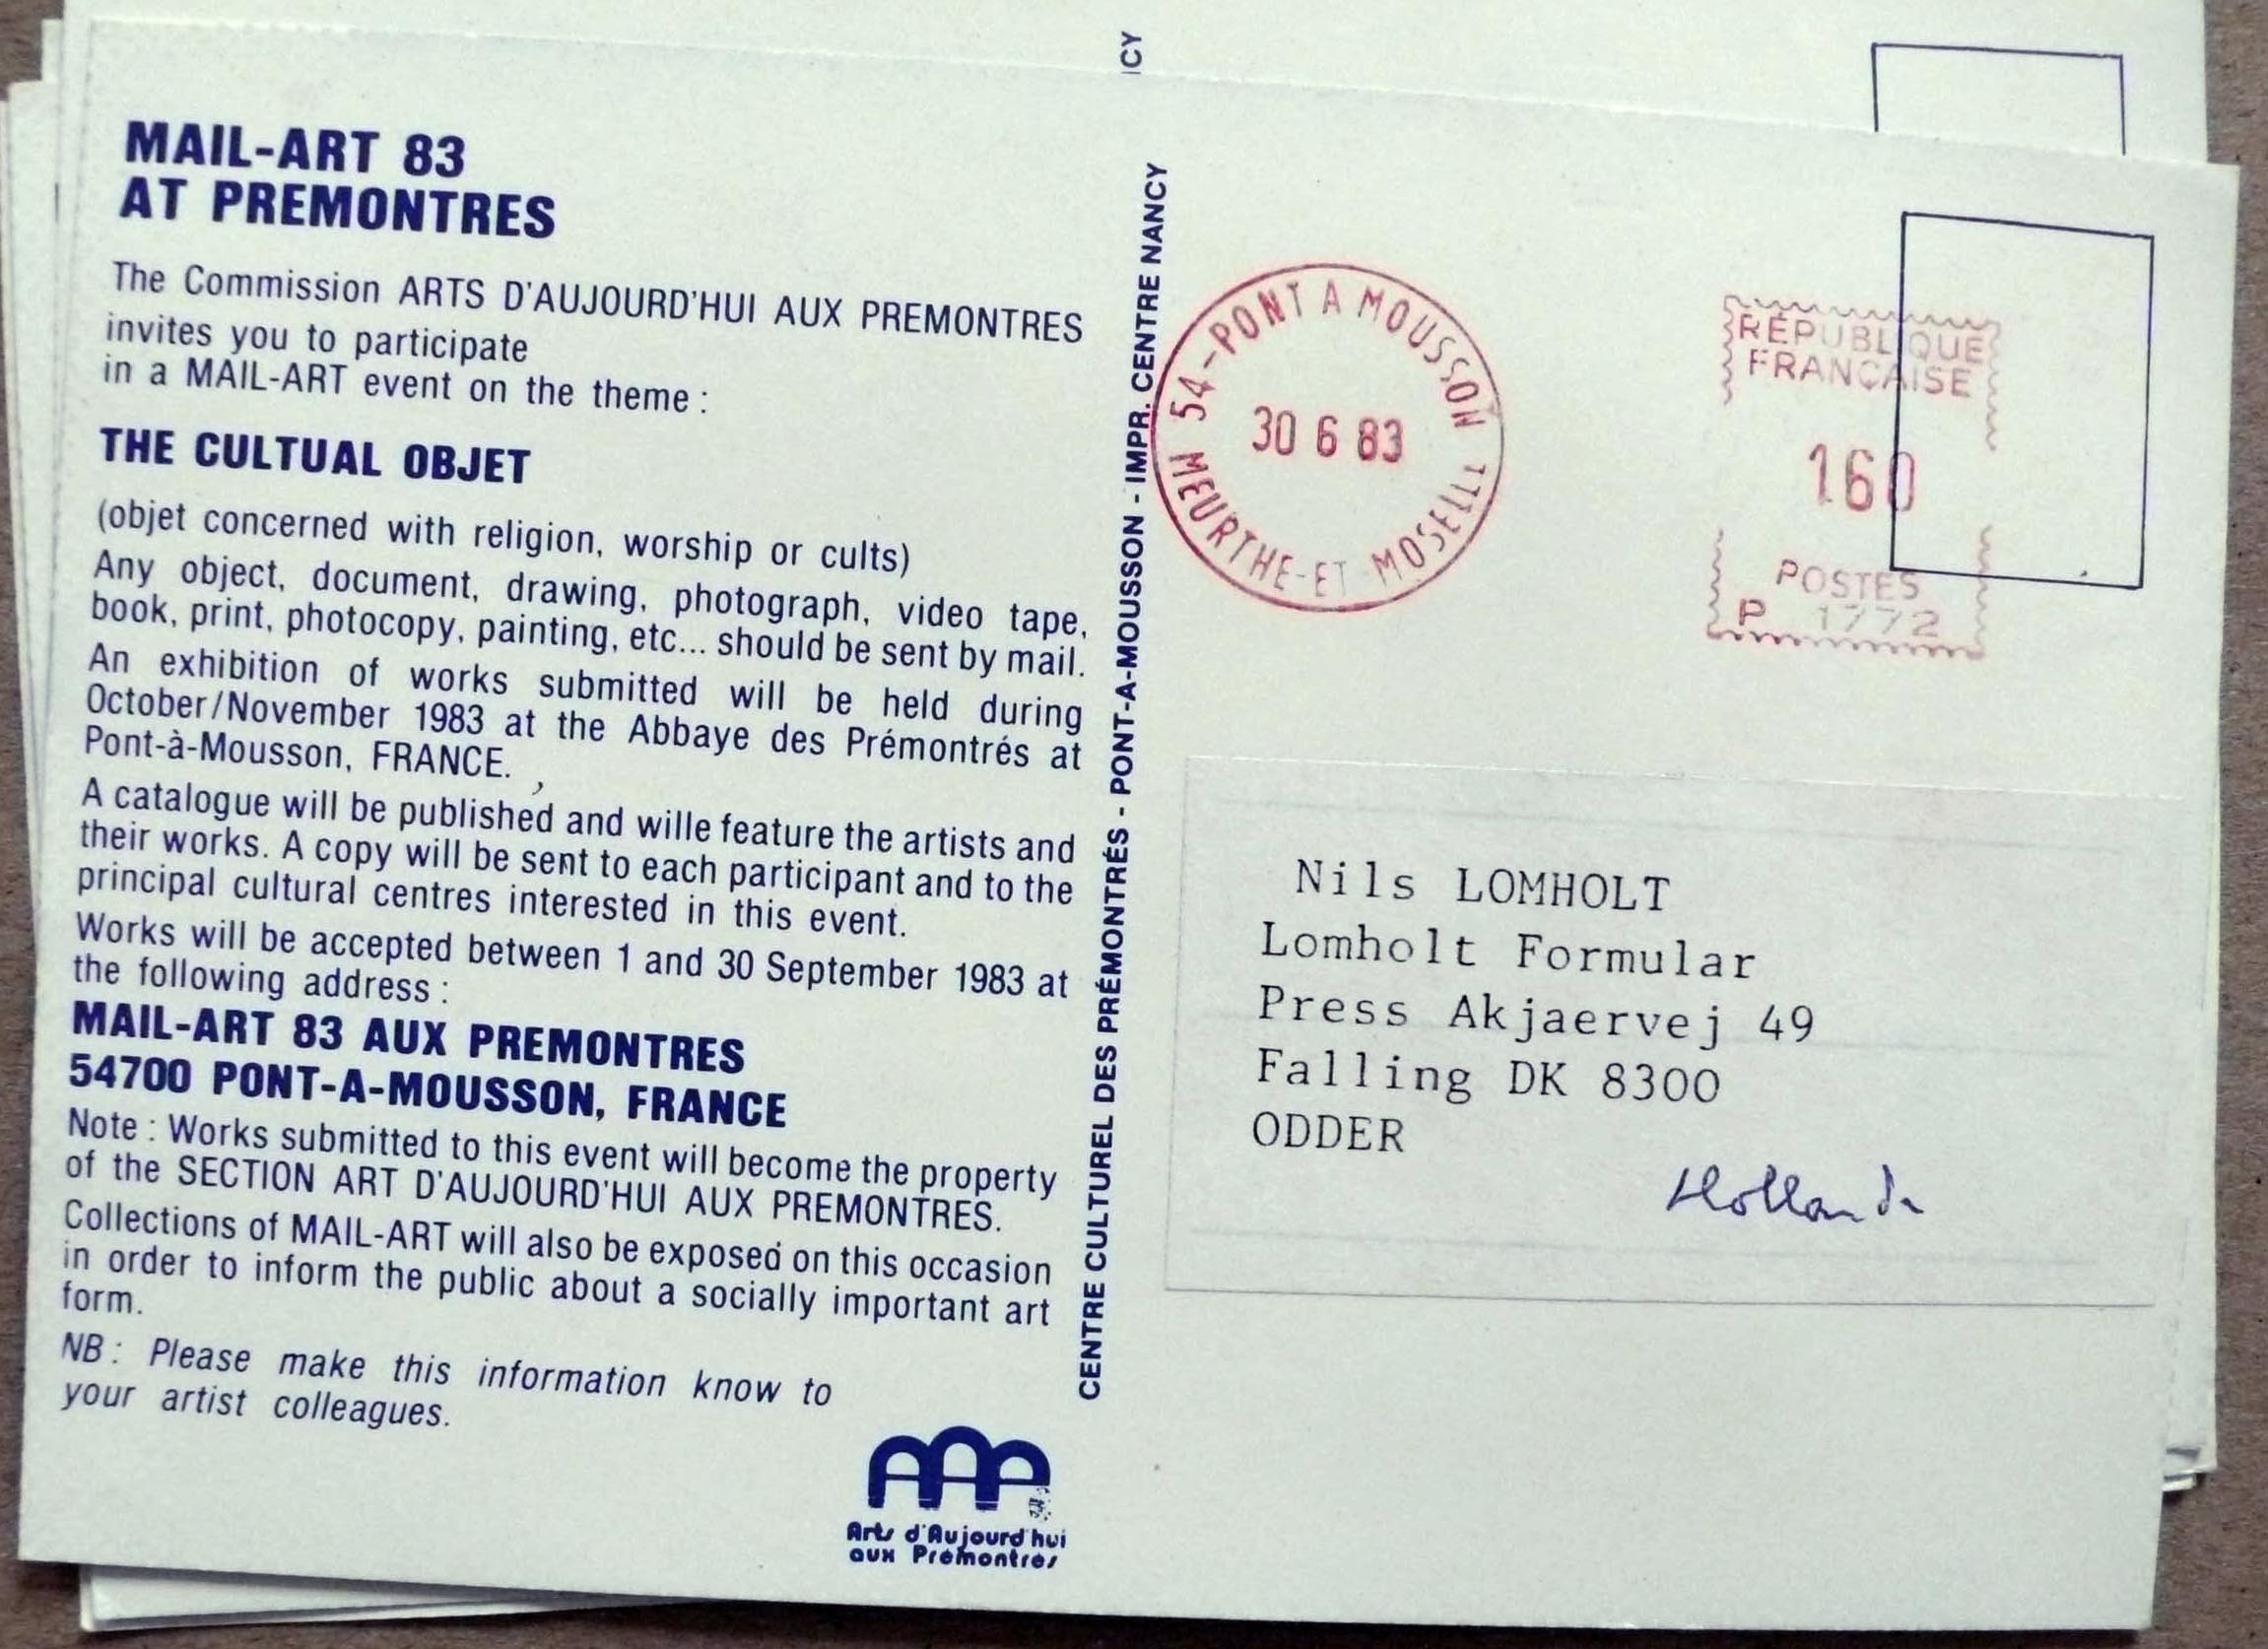 MAIL-ART 83
AT PREMONTRES
The Commission ARTS D'AUJOURD'HUI AUX PREMONTRES
invites you to participate
in a MAIL-ART event on the theme :
THE CULTUAL OBJET
(objet concerned with religion, worship or cults)
Any object, document, drawing, photograph, video tape,
book, print, photocopy, painting, etc... should be sent by mail.
An exhibition of works submitted will be held during
October/November 1983 at the Abbaye des Prémontrés at
Pont-à-Mousson, FRANCE.
A catalogue will be published and wille feature the artists and
their works. A copy will be sent to each participant and to the
principal cultural centres interested in this event.
Works will be accepted between 1 and 30 September 1983 at
the following address :
MAIL-ART 83 AUX PREMONTRES
54700 PONT-A-MOUSSON, FRANCE
Note : Works submitted to this event will become the property
of the SECTION ART D'AUJOURD'HUI AUX PREMONTRES.
Collections of MAIL-ART will also be exposed on this occasion
in order to inform the public about a socially important art
form.
NB : Please make this information know to
your artist colleagues.
AAP
Arts d'Aujourd'hui
aux Prémontrés
CENTRE CULTUREL DES PRÉMONTRÉS - PONT-A-MOUSSON - IMPR. CENTRE NANCY
ICY
54-PONT A MOUSSON
30 6 83
MEURTHE-ET MOSELLE
RÉPUBLIQUE
FRANÇAISE
160
POSTES
P 1772
Nils LOMHOLT
Lomholt Formular
Press Akjaervej 49
Falling DK 8300
ODDER
Hollande